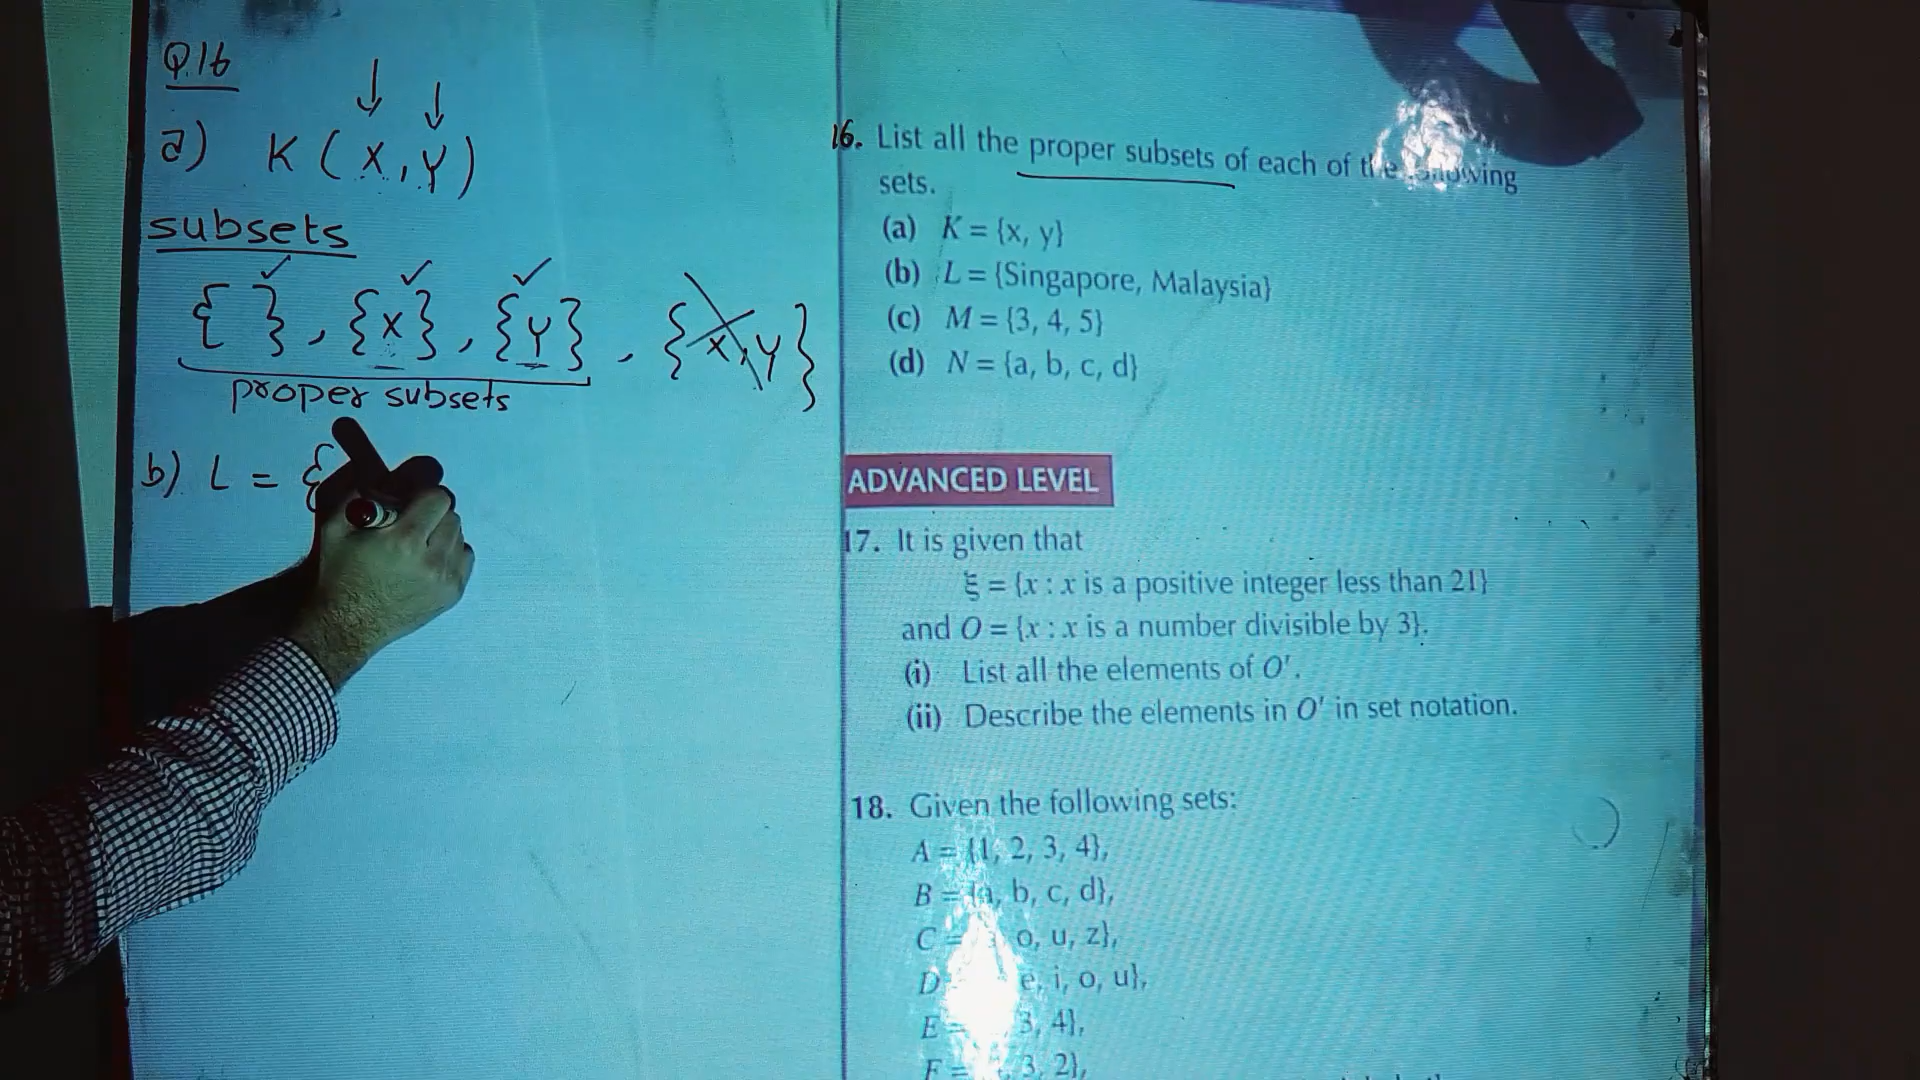 Q.16
a) K ( x , y )
subsets
{ } , { x } , { y } , { x , y }
proper subsets
b) L = {
16. List all the proper subsets of each of the following
sets.
(a) K = {x, y}
(b) L = {Singapore, Malaysia}
(c) M = {3, 4, 5}
(d) N = {a, b, c, d}
ADVANCED LEVEL
17. It is given that
ξ = {x : x is a positive integer less than 21}
and O = {x : x is a number divisible by 3}.
(i) List all the elements of O'.
(ii) Describe the elements in O' in set notation.
18. Given the following sets:
A = {1, 2, 3, 4},
B = {a, b, c, d},
C = o, u, z},
D e, i, o, u},
E = 3, 4},
F = 3, 2},